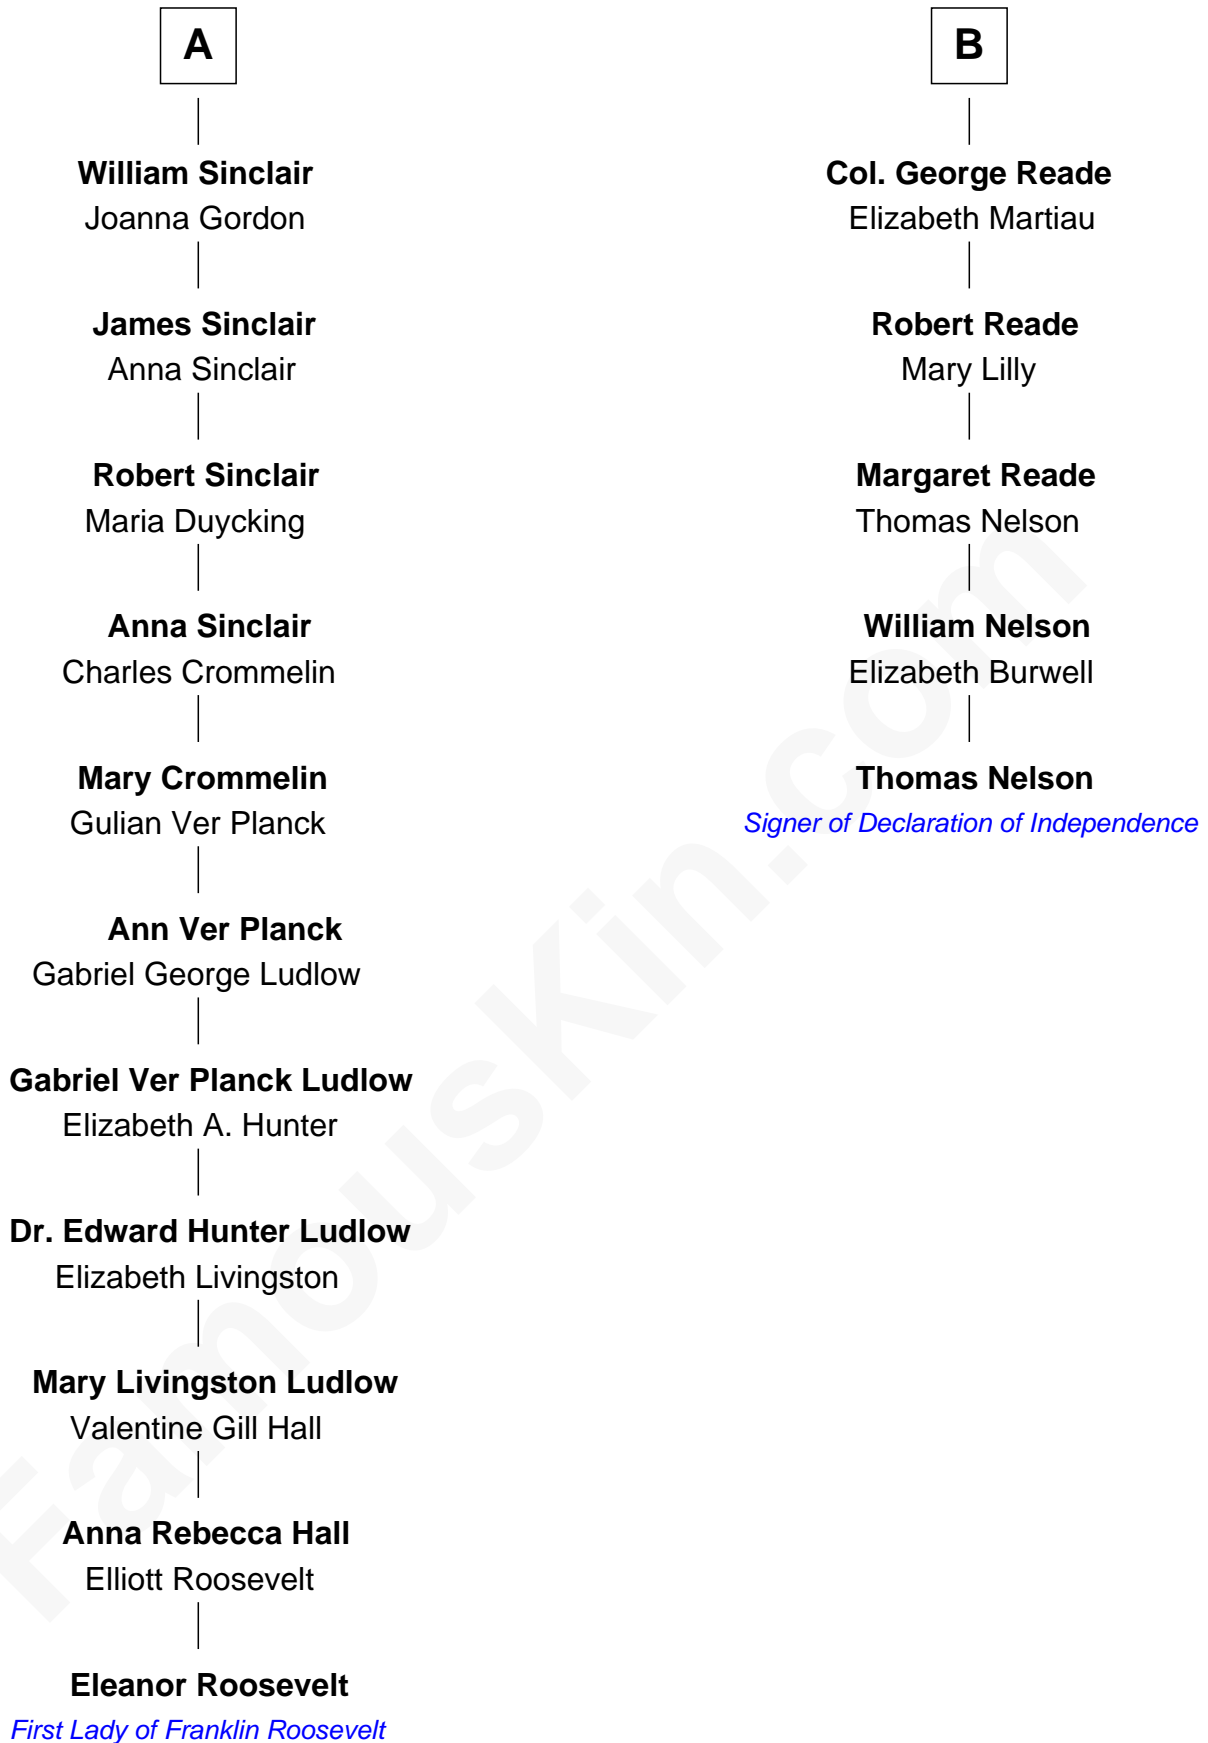 A
William Sinclair
Joanna Gordon
James Sinclair
Anna Sinclair
Robert Sinclair
Maria Duycking
Anna Sinclair
Charles Crommelin
Mary Crommelin
Gulian Ver Planck
Ann Ver Planck
Gabriel George Ludlow
Gabriel Ver Planck Ludlow
Elizabeth A. Hunter
Dr. Edward Hunter Ludlow
Elizabeth Livingston
Mary Livingston Ludlow
Valentine Gill Hall
Anna Rebecca Hall
Elliott Roosevelt
Eleanor Roosevelt
First Lady of Franklin Roosevelt
B
Col. George Reade
Elizabeth Martiau
Robert Reade
Mary Lilly
Margaret Reade
Thomas Nelson
William Nelson
Elizabeth Burwell
Thomas Nelson
Signer of Declaration of Independence
FamousKin.com